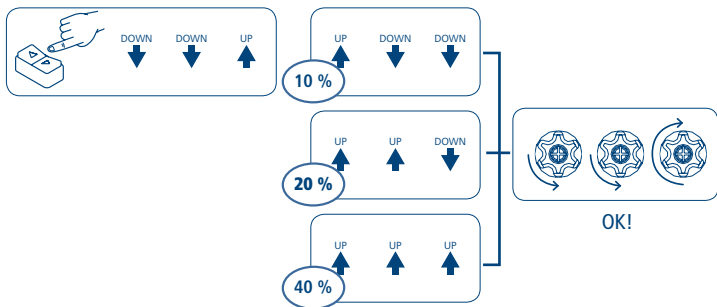 DOWN DOWN UP
UP DOWN DOWN
10 %
UP UP DOWN
20 %
UP UP UP
40 %
OK!